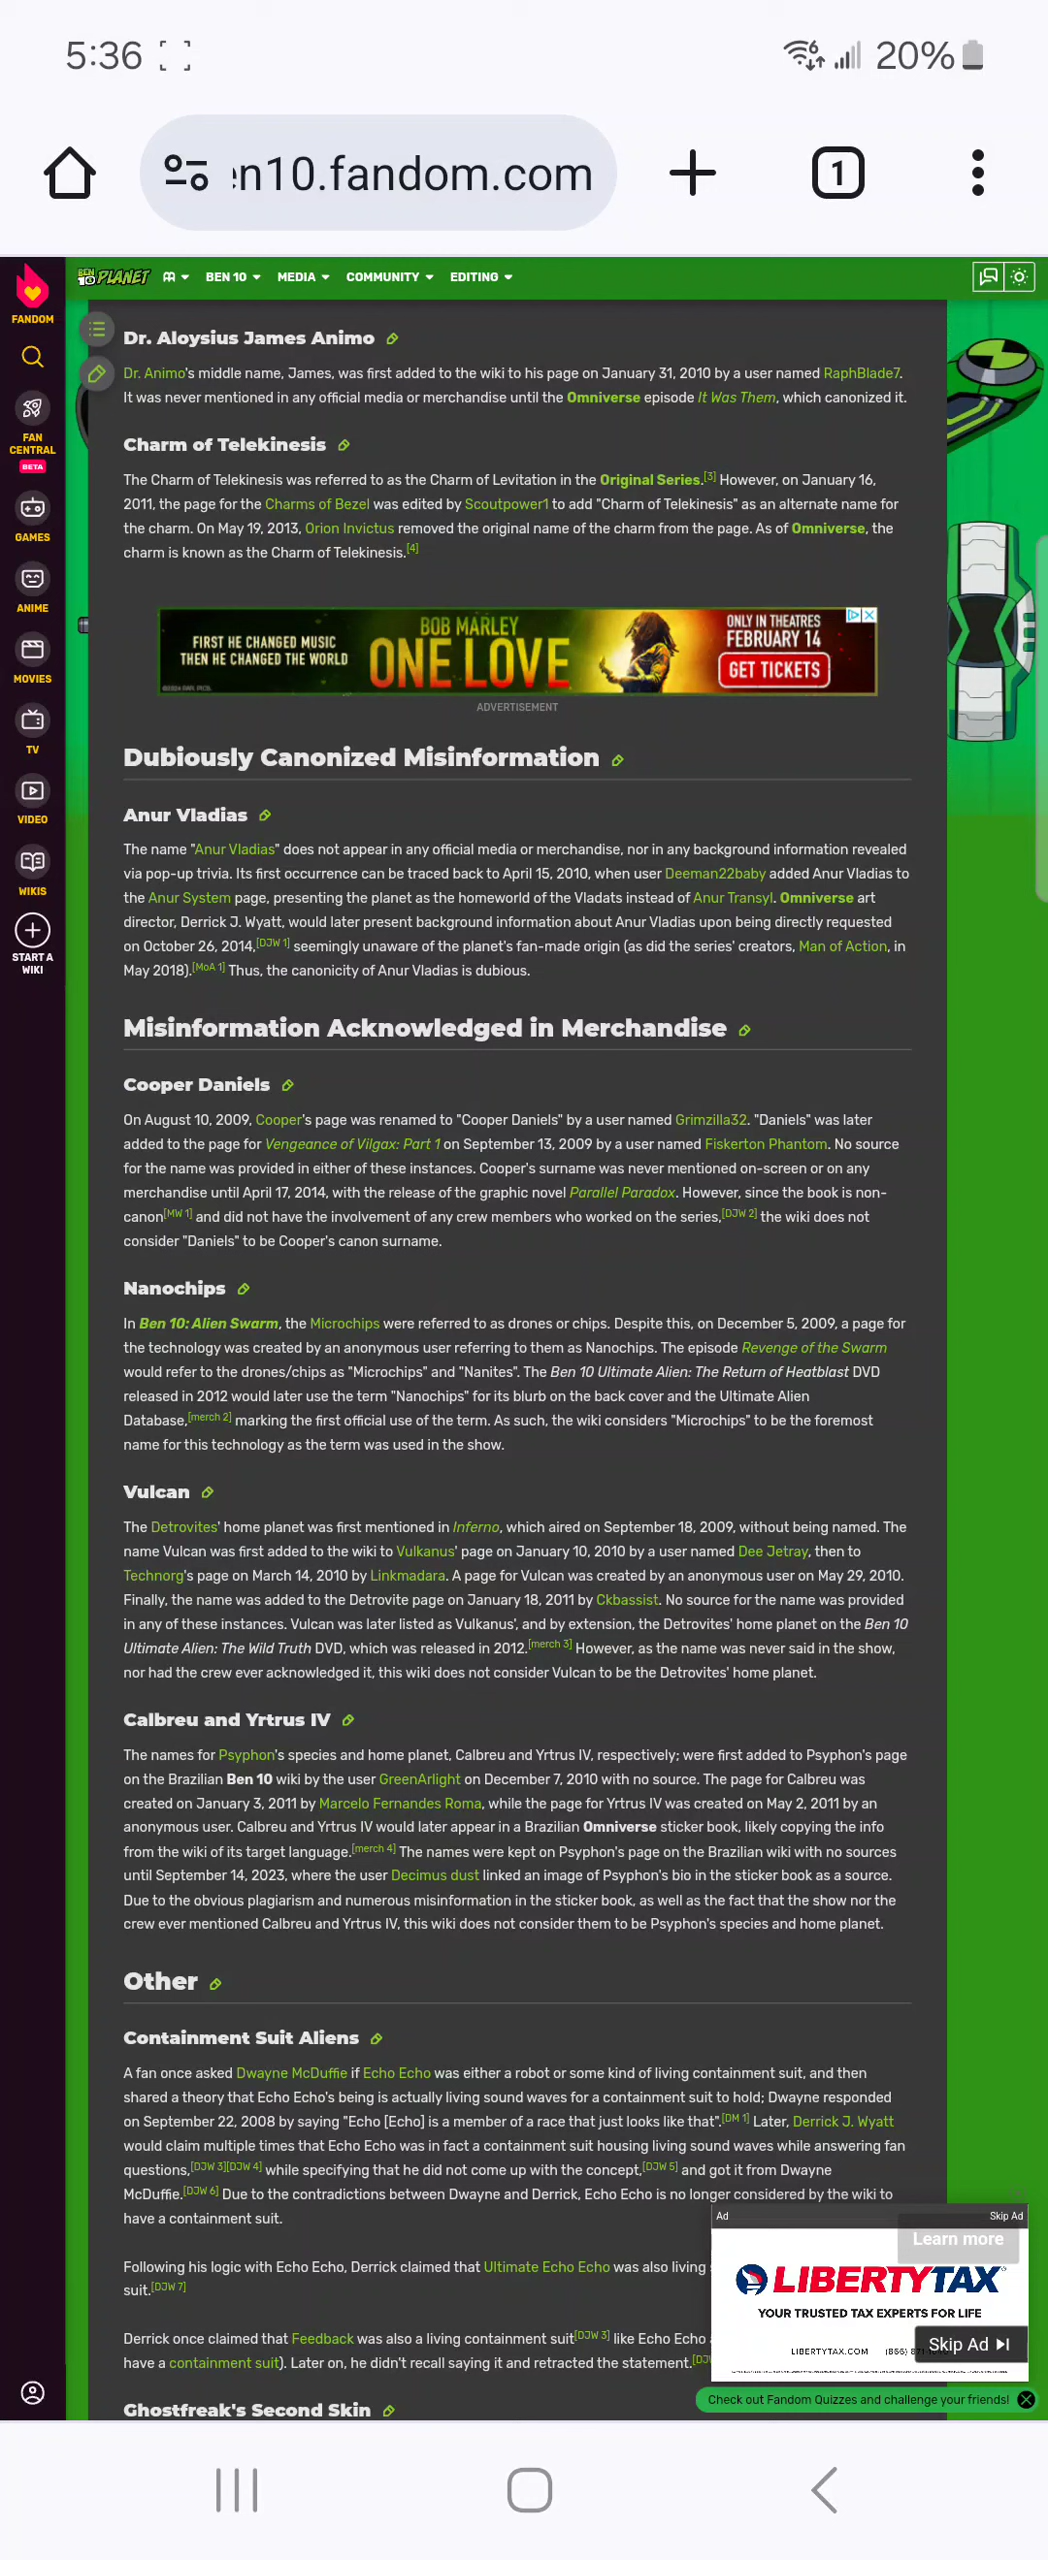 5:36
6 20%
en10.fandom.com
1
FANDOM
FAN CENTRAL
BETA
GAMES
ANIME
MOVIES
TV
VIDEO
WIKIS
START A WIKI
BEN 10 PLANET BEN 10 MEDIA COMMUNITY EDITING
Dr. Aloysius James Animo
Dr. Animo's middle name, James, was first added to the wiki to his page on January 31, 2010 by a user named RaphBlade7.
It was never mentioned in any official media or merchandise until the Omniverse episode It Was Them, which canonized it.
Charm of Telekinesis
The Charm of Telekinesis was referred to as the Charm of Levitation in the Original Series.[3] However, on January 16,
2011, the page for the Charms of Bezel was edited by Scoutpower1 to add "Charm of Telekinesis" as an alternate name for
the charm. On May 19, 2013, Orion Invictus removed the original name of the charm from the page. As of Omniverse, the
charm is known as the Charm of Telekinesis.[4]
FIRST HE CHANGED MUSIC
THEN HE CHANGED THE WORLD
BOB MARLEY
ONE LOVE
ONLY IN THEATRES
FEBRUARY 14
GET TICKETS
ADVERTISEMENT
Dubiously Canonized Misinformation
Anur Vladias
The name "Anur Vladias" does not appear in any official media or merchandise, nor in any background information revealed
via pop-up trivia. Its first occurrence can be traced back to April 15, 2010, when user Deeman22baby added Anur Vladias to
the Anur System page, presenting the planet as the homeworld of the Vladats instead of Anur Transyl. Omniverse art
director, Derrick J. Wyatt, would later present background information about Anur Vladias upon being directly requested
on October 26, 2014,[DJW 1] seemingly unaware of the planet's fan-made origin (as did the series' creators, Man of Action, in
May 2018).[MoA 1] Thus, the canonicity of Anur Vladias is dubious.
Misinformation Acknowledged in Merchandise
Cooper Daniels
On August 10, 2009, Cooper's page was renamed to "Cooper Daniels" by a user named Grimzilla32. "Daniels" was later
added to the page for Vengeance of Vilgax: Part 1 on September 13, 2009 by a user named Fiskerton Phantom. No source
for the name was provided in either of these instances. Cooper's surname was never mentioned on-screen or on any
merchandise until April 17, 2014, with the release of the graphic novel Parallel Paradox. However, since the book is non-
canon[MW 1] and did not have the involvement of any crew members who worked on the series,[DJW 2] the wiki does not
consider "Daniels" to be Cooper's canon surname.
Nanochips
In Ben 10: Alien Swarm, the Microchips were referred to as drones or chips. Despite this, on December 5, 2009, a page for
the technology was created by an anonymous user referring to them as Nanochips. The episode Revenge of the Swarm
would refer to the drones/chips as "Microchips" and "Nanites". The Ben 10 Ultimate Alien: The Return of Heatblast DVD
released in 2012 would later use the term "Nanochips" for its blurb on the back cover and the Ultimate Alien
Database,[merch 2] marking the first official use of the term. As such, the wiki considers "Microchips" to be the foremost
name for this technology as the term was used in the show.
Vulcan
The Detrovites' home planet was first mentioned in Inferno, which aired on September 18, 2009, without being named. The
name Vulcan was first added to the wiki to Vulkanus' page on January 10, 2010 by a user named Dee Jetray, then to
Technorg's page on March 14, 2010 by Linkmadara. A page for Vulcan was created by an anonymous user on May 29, 2010.
Finally, the name was added to the Detrovite page on January 18, 2011 by Ckbassist. No source for the name was provided
in any of these instances. Vulcan was later listed as Vulkanus', and by extension, the Detrovites' home planet on the Ben 10
Ultimate Alien: The Wild Truth DVD, which was released in 2012.[merch 3] However, as the name was never said in the show,
nor had the crew ever acknowledged it, this wiki does not consider Vulcan to be the Detrovites' home planet.
Calbreu and Yrtrus IV
The names for Psyphon's species and home planet, Calbreu and Yrtrus IV, respectively; were first added to Psyphon's page
on the Brazilian Ben 10 wiki by the user GreenArlight on December 7, 2010 with no source. The page for Calbreu was
created on January 3, 2011 by Marcelo Fernandes Roma, while the page for Yrtrus IV was created on May 2, 2011 by an
anonymous user. Calbreu and Yrtrus IV would later appear in a Brazilian Omniverse sticker book, likely copying the info
from the wiki of its target language.[merch 4] The names were kept on Psyphon's page on the Brazilian wiki with no sources
until September 14, 2023, where the user Decimus dust linked an image of Psyphon's bio in the sticker book as a source.
Due to the obvious plagiarism and numerous misinformation in the sticker book, as well as the fact that the show nor the
crew ever mentioned Calbreu and Yrtrus IV, this wiki does not consider them to be Psyphon's species and home planet.
Other
Containment Suit Aliens
A fan once asked Dwayne McDuffie if Echo Echo was either a robot or some kind of living containment suit, and then
shared a theory that Echo Echo's being is actually living sound waves for a containment suit to hold; Dwayne responded
on September 22, 2008 by saying "Echo [Echo] is a member of a race that just looks like that".[DM 1] Later, Derrick J. Wyatt
would claim multiple times that Echo Echo was in fact a containment suit housing living sound waves while answering fan
questions,[DJW 3][DJW 4] while specifying that he did not come up with the concept,[DJW 5] and got it from Dwayne
McDuffie.[DJW 6] Due to the contradictions between Dwayne and Derrick, Echo Echo is no longer considered by the wiki to
have a containment suit.
Following his logic with Echo Echo, Derrick claimed that Ultimate Echo Echo was also living
suit.[DJW 7]
Derrick once claimed that Feedback was also a living containment suit[DJW 3] like Echo Echo
have a containment suit). Later on, he didn't recall saying it and retracted the statement.
Ghostfreak's Second Skin
Ad
Skip Ad
Learn more
LIBERTYTAX
YOUR TRUSTED TAX EXPERTS FOR LIFE
LIBERTYTAX.COM
Skip Ad
Check out Fandom Quizzes and challenge your friends!